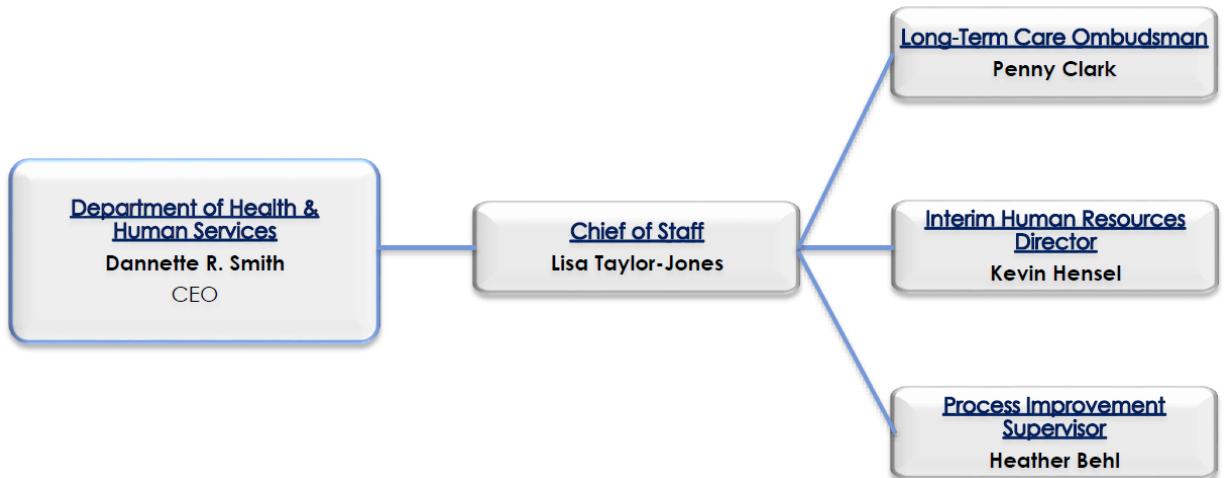 Long-Term Care Ombudsman
Penny Clark
Department of Health &
Human Services
Dannette R. Smith
CEO
Chief of Staff
Lisa Taylor-Jones
Interim Human Resources
Director
Kevin Hensel
Process Improvement
Supervisor
Heather Behl